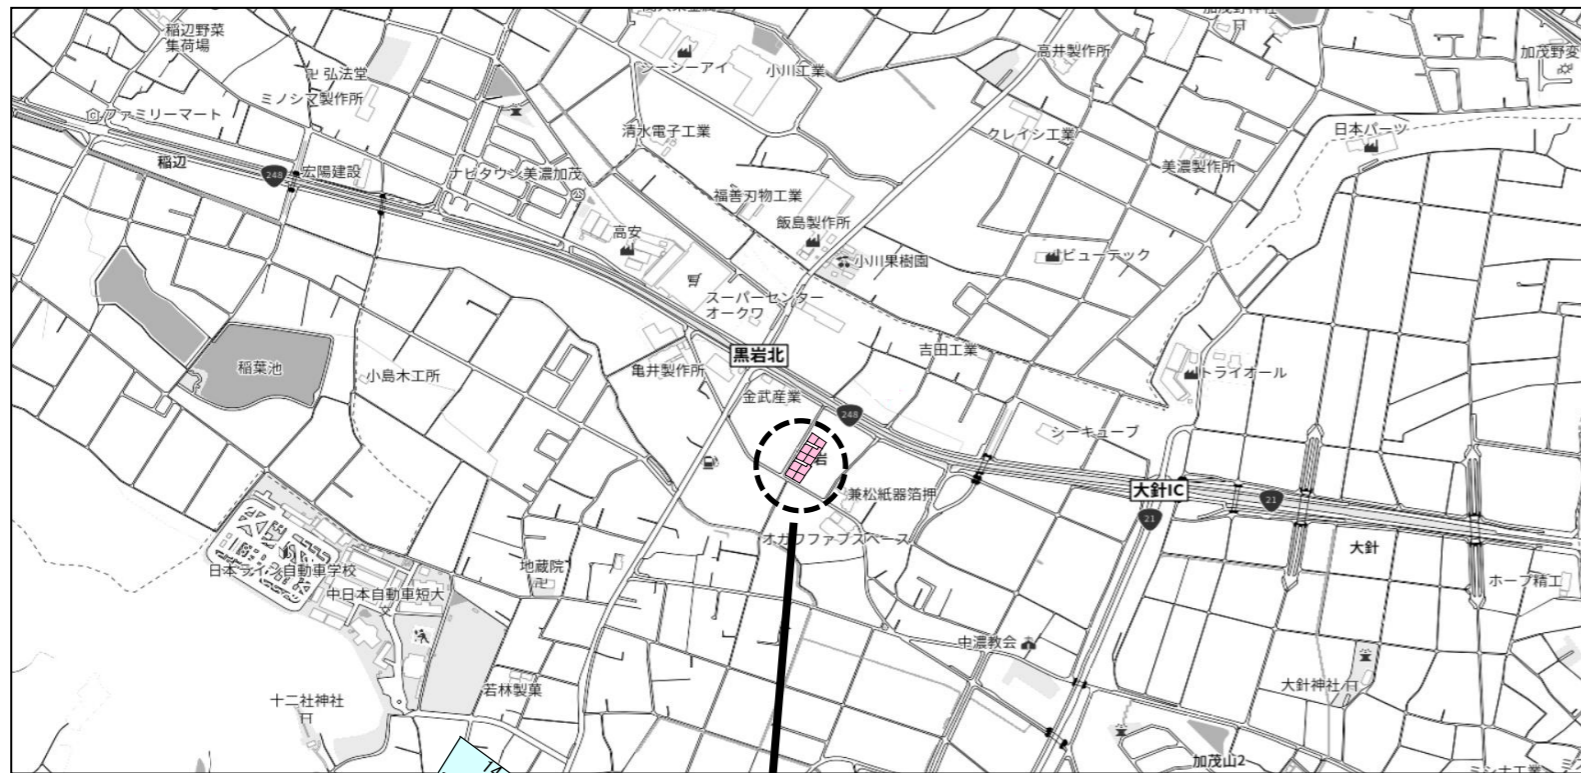 稲辺野菜
集荷場
加茂野神社
高井製作所
加茂野変
卍 弘法堂
シーシーアイ
小川工業
ミノシマ製作所
ファミリーマート
清水電子工業
クレイシ工業
日本パーツ
稲辺
248
宏陽建設
ナビタウン美濃加茂
美濃製作所
福善刃物工業
飯島製作所
高安
小川果樹園
ビューテック
スーパーセンター
オークワ
黒岩北
吉田工業
稲葉池
小島木工所
亀井製作所
トライオール
金武産業
248
シーキューブ
岩
大針IC
21
兼松紙器箔押
21
オガワファブスペース
大針
日本ライン自動車学校
地蔵院
中日本自動車短大
ホープ精工
中濃教会
若林製菓
大針神社
十二社神社
加茂山2
14